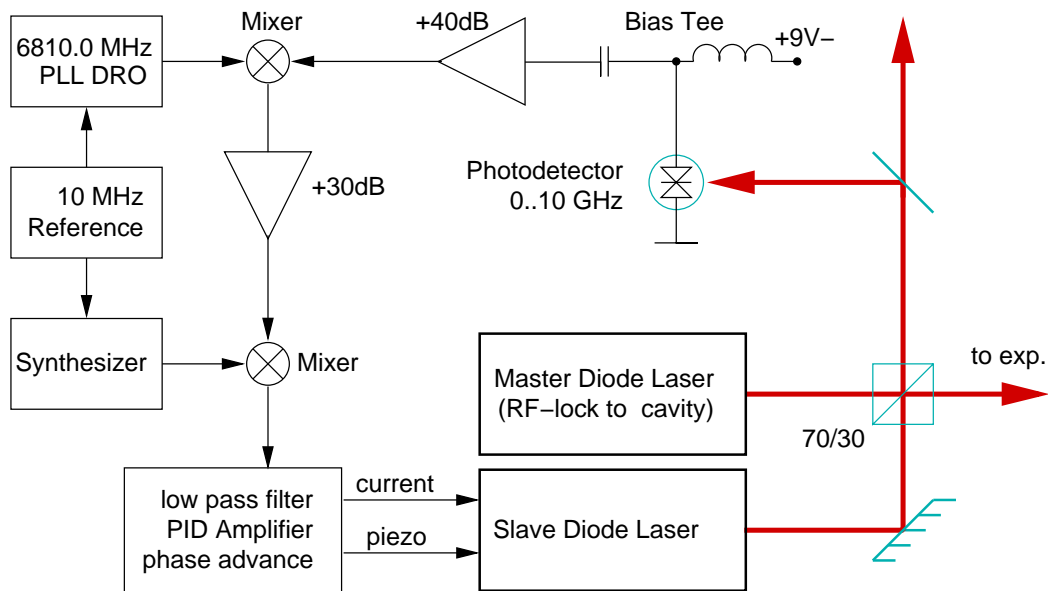 Mixer
+40dB
Bias Tee
+9V−
6810.0 MHz
PLL DRO
+30dB
Photodetector
0..10 GHz
10 MHz
Reference
Synthesizer
Mixer
Master Diode Laser
(RF−lock to cavity)
to exp.
70/30
low pass filter
PID Amplifier
phase advance
current
piezo
Slave Diode Laser